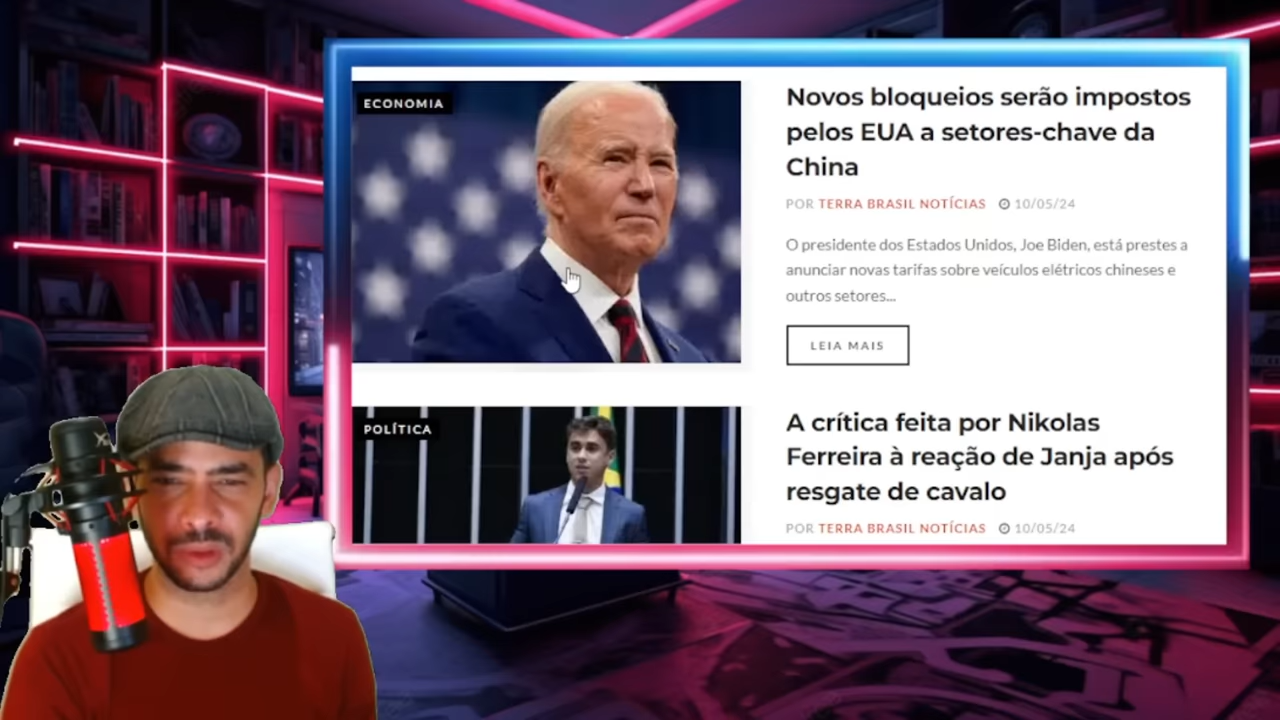 ECONOMIA
Novos bloqueios serão impostos
pelos EUA a setores-chave da
China
POR TERRA BRASIL NOTÍCIAS 10/05/24
O presidente dos Estados Unidos, Joe Biden, está prestes a
anunciar novas tarifas sobre veículos elétricos chineses e
outros setores...
LEIA MAIS
POLÍTICA
A crítica feita por Nikolas
Ferreira à reação de Janja após
resgate de cavalo
POR TERRA BRASIL NOTÍCIAS 10/05/24